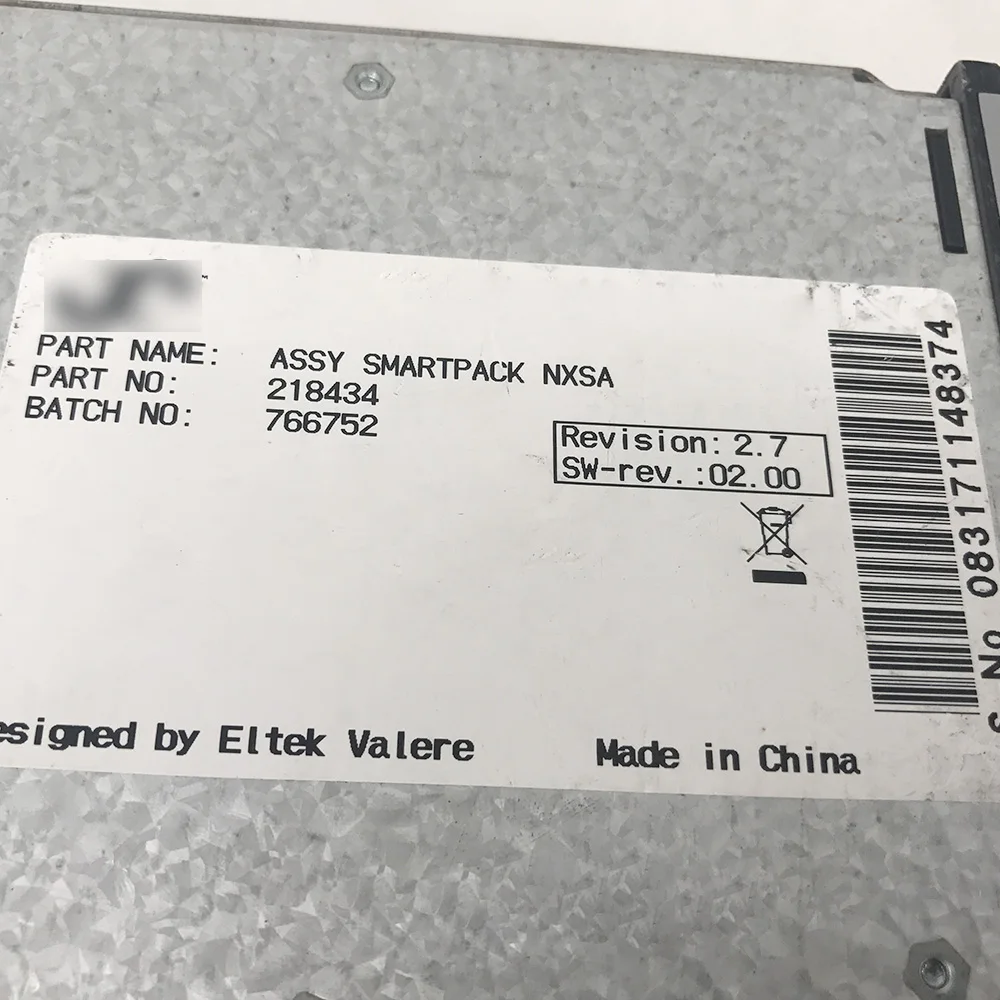 PART NAME: ASSY SMARTPACK NXSA
PART NO: 218434
BATCH NO: 766752
Revision: 2.7
SW-rev. :02.00
esigned by Eltek Valere
Made in China
S No 083171148374